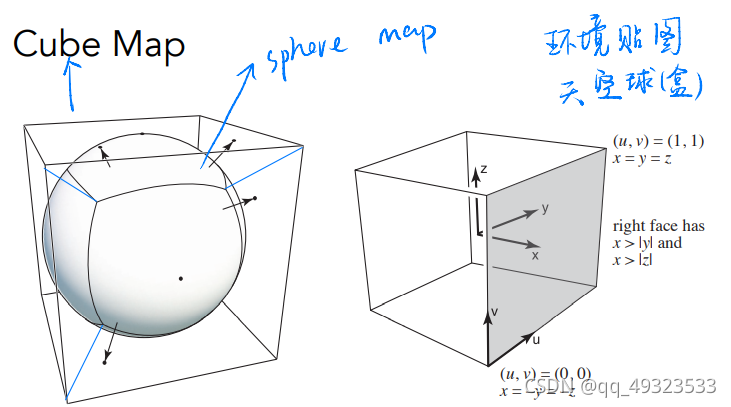 Cube Map
sphere map
环境贴图
天空球(盒)
(u, v) = (1, 1)
x = y = z
z
y
x
right face has
x > |y| and
x > |z|
v
u
(u, v) = (0, 0)
x = −y = −z
CSDN @qq_49323533